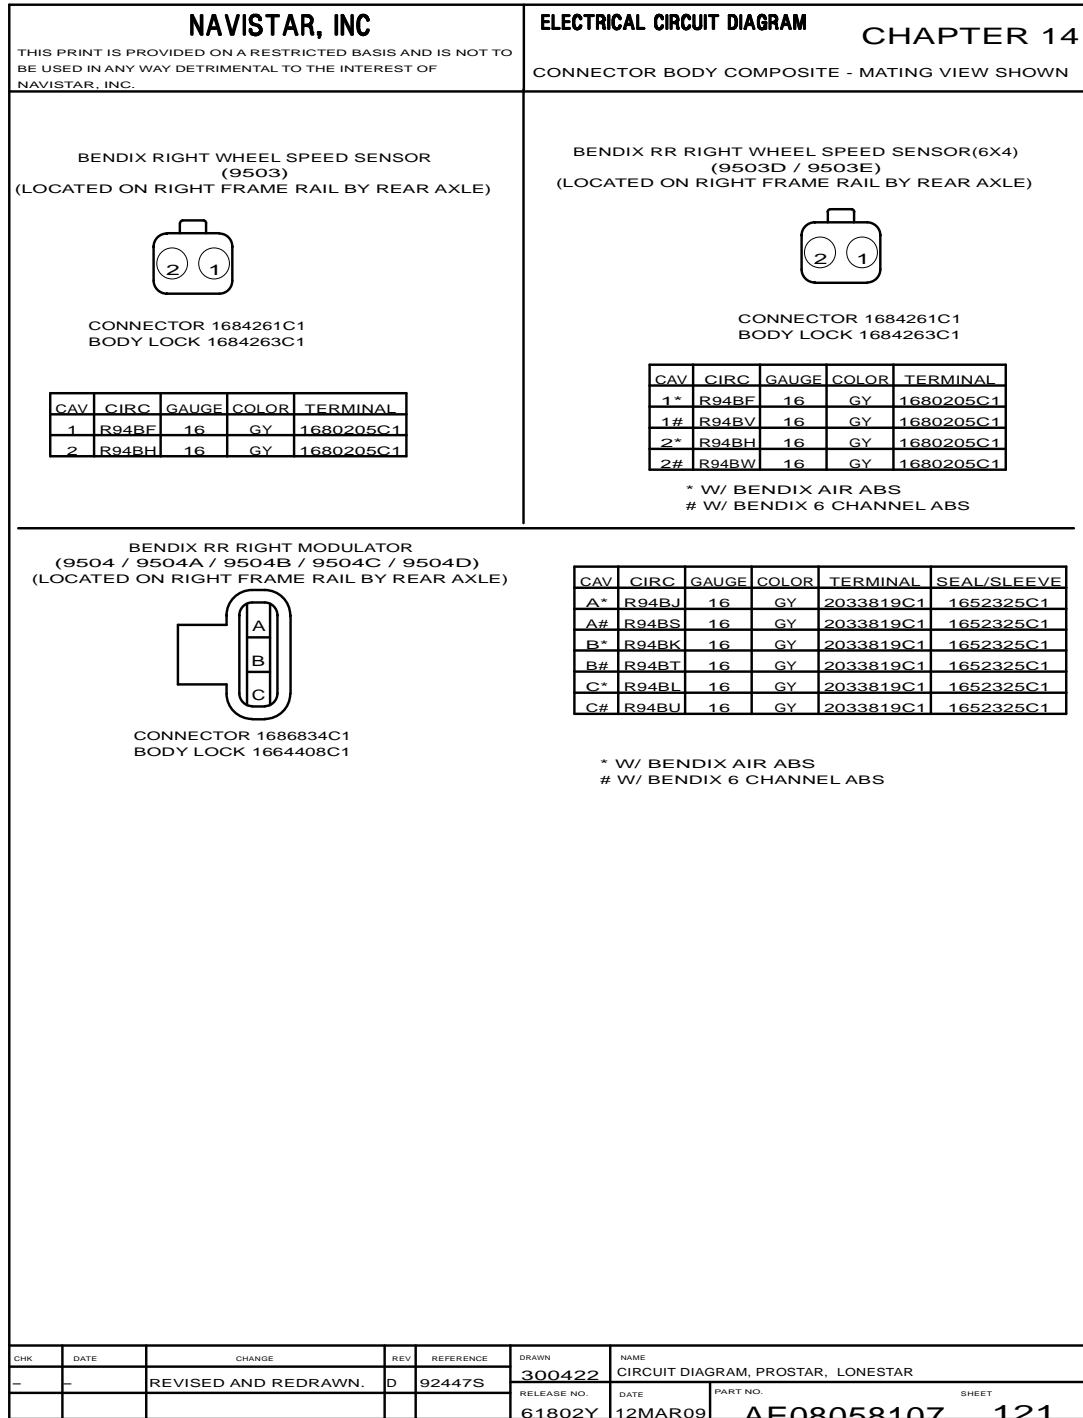 NAVISTAR, INC
THIS PRINT IS PROVIDED ON A RESTRICTED BASIS AND IS NOT TO
BE USED IN ANY WAY DETRIMENTAL TO THE INTEREST OF
NAVISTAR, INC.
ELECTRICAL CIRCUIT DIAGRAM
CHAPTER 14
CONNECTOR BODY COMPOSITE - MATING VIEW SHOWN
BENDIX RIGHT WHEEL SPEED SENSOR
(9503)
(LOCATED ON RIGHT FRAME RAIL BY REAR AXLE)
2 1
CONNECTOR 1684261C1
BODY LOCK 1684263C1
CAV CIRC GAUGE COLOR TERMINAL
1 R94BF 16 GY 1680205C1
2 R94BH 16 GY 1680205C1
BENDIX RR RIGHT WHEEL SPEED SENSOR(6X4)
(9503D / 9503E)
(LOCATED ON RIGHT FRAME RAIL BY REAR AXLE)
2 1
CONNECTOR 1684261C1
BODY LOCK 1684263C1
CAV CIRC GAUGE COLOR TERMINAL
1* R94BF 16 GY 1680205C1
1# R94BV 16 GY 1680205C1
2* R94BH 16 GY 1680205C1
2# R94BW 16 GY 1680205C1
* W/ BENDIX AIR ABS
# W/ BENDIX 6 CHANNEL ABS
BENDIX RR RIGHT MODULATOR
(9504 / 9504A / 9504B / 9504C / 9504D)
(LOCATED ON RIGHT FRAME RAIL BY REAR AXLE)
A
B
C
CONNECTOR 1686834C1
BODY LOCK 1664408C1
CAV CIRC GAUGE COLOR TERMINAL SEAL/SLEEVE
A* R94BJ 16 GY 2033819C1 1652325C1
A# R94BS 16 GY 2033819C1 1652325C1
B* R94BK 16 GY 2033819C1 1652325C1
B# R94BT 16 GY 2033819C1 1652325C1
C* R94BL 16 GY 2033819C1 1652325C1
C# R94BU 16 GY 2033819C1 1652325C1
* W/ BENDIX AIR ABS
# W/ BENDIX 6 CHANNEL ABS
CHK DATE CHANGE REV REFERENCE
– – REVISED AND REDRAWN. D 92447S
DRAWN
300422
NAME
CIRCUIT DIAGRAM, PROSTAR, LONESTAR
RELEASE NO.
61802Y
DATE
12MAR09
PART NO.
AE08058107
SHEET
121